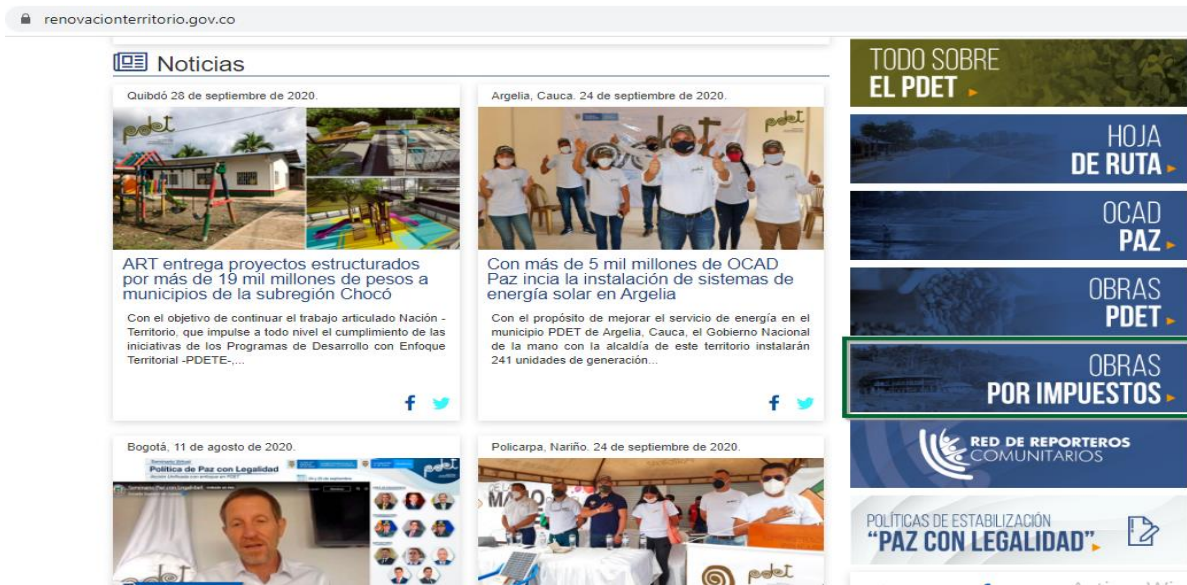 renovacionterritorio.gov.co
Noticias
Quibdó 28 de septiembre de 2020.
pdet
ART entrega proyectos estructurados
por más de 19 mil millones de pesos a
municipios de la subregión Chocó
Con el objetivo de continuar el trabajo articulado Nación -
Territorio, que impulse a todo nivel el cumplimiento de las
iniciativas de los Programas de Desarrollo con Enfoque
Territorial -PDETE-,...
Argelia, Cauca. 24 de septiembre de 2020.
pdet
Con más de 5 mil millones de OCAD
Paz incia la instalación de sistemas de
energía solar en Argelia
Con el propósito de mejorar el servicio de energía en el
municipio PDET de Argelia, Cauca, el Gobierno Nacional
de la mano con la alcaldía de este territorio instalarán
241 unidades de generación...
Bogotá, 11 de agosto de 2020.
Seminario Virtual
Política de Paz con Legalidad
pdet
Policarpa, Nariño. 24 de septiembre de 2020.
pdet
TODO SOBRE
EL PDET
HOJA
DE RUTA
OCAD
PAZ
OBRAS
PDET
OBRAS
POR IMPUESTOS
RED DE REPORTEROS
COMUNITARIOS
POLÍTICAS DE ESTABILIZACIÓN
“PAZ CON LEGALIDAD”